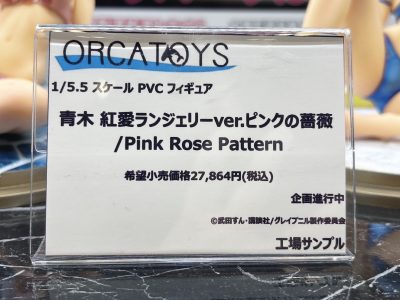 ORCATOYS
1/5.5 スケール PVC フィギュア
青木 紅愛ランジェリーver.ピンクの薔薇
/Pink Rose Pattern
希望小売価格27,864円(税込)
企画進行中
©武田すん・講談社/グレイプニル製作委員会
工場サンプル